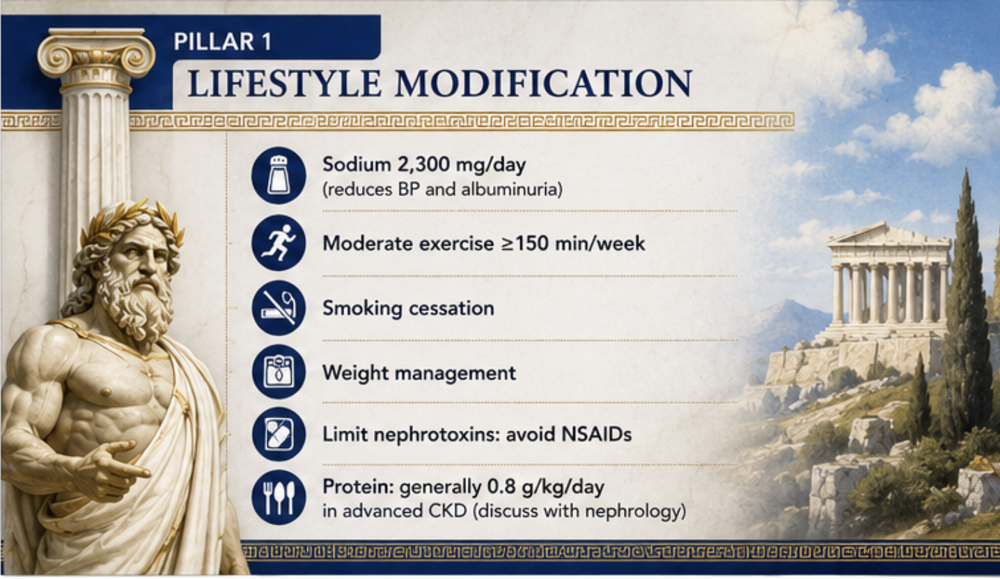 PILLAR 1
LIFESTYLE MODIFICATION
Sodium 2,300 mg/day
(reduces BP and albuminuria)
Moderate exercise ≥150 min/week
Smoking cessation
Weight management
Limit nephrotoxins: avoid NSAIDs
Protein: generally 0.8 g/kg/day
in advanced CKD (discuss with nephrology)